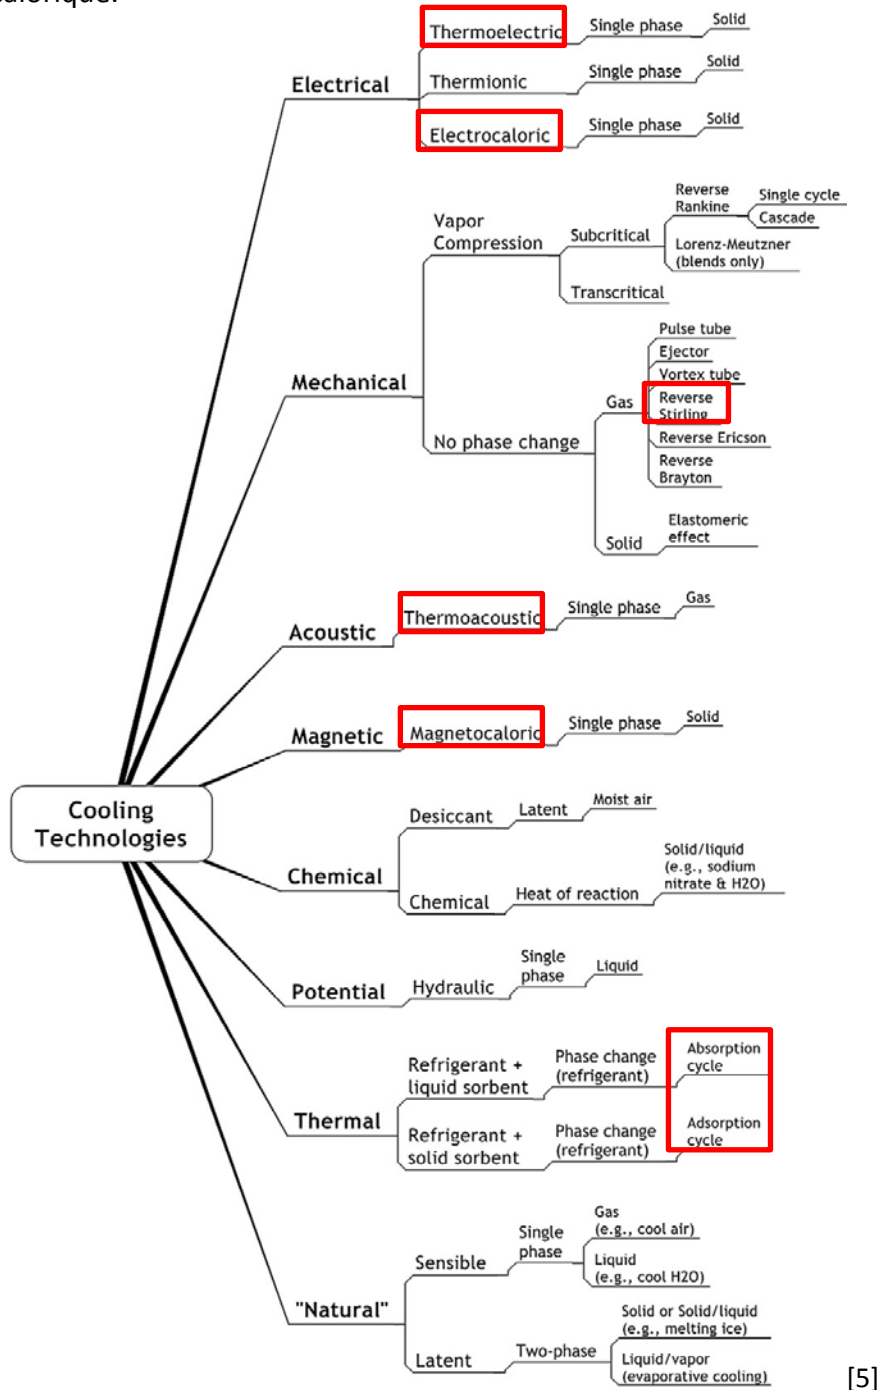 Thermoelectric
Single phase
Solid
Electrical
Thermionic
Single phase
Solid
Electrocaloric
Single phase
Solid
Mechanical
Vapor
Compression
Subcritical
Reverse
Rankine
Single cycle
Cascade
Lorenz-Meutzner
(blends only)
Transcritical
No phase change
Gas
Pulse tube
Ejector
Vortex tube
Reverse
Stirling
Reverse Ericson
Reverse
Brayton
Solid
Elastomeric
effect
Acoustic
Thermoacoustic
Single phase
Gas
Magnetic
Magnetocaloric
Single phase
Solid
Cooling
Technologies
Chemical
Desiccant
Latent
Moist air
Chemical
Heat of reaction
Solid/liquid
(e.g., sodium
nitrate & H2O)
Potential
Hydraulic
Single
phase
Liquid
Thermal
Refrigerant +
liquid sorbent
Phase change
(refrigerant)
Absorption
cycle
Refrigerant +
solid sorbent
Phase change
(refrigerant)
Adsorption
cycle
"Natural"
Sensible
Single
phase
Gas
(e.g., cool air)
Liquid
(e.g., cool H2O)
Latent
Two-phase
Solid or Solid/liquid
(e.g., melting ice)
Liquid/vapor
(evaporative cooling)
[5]